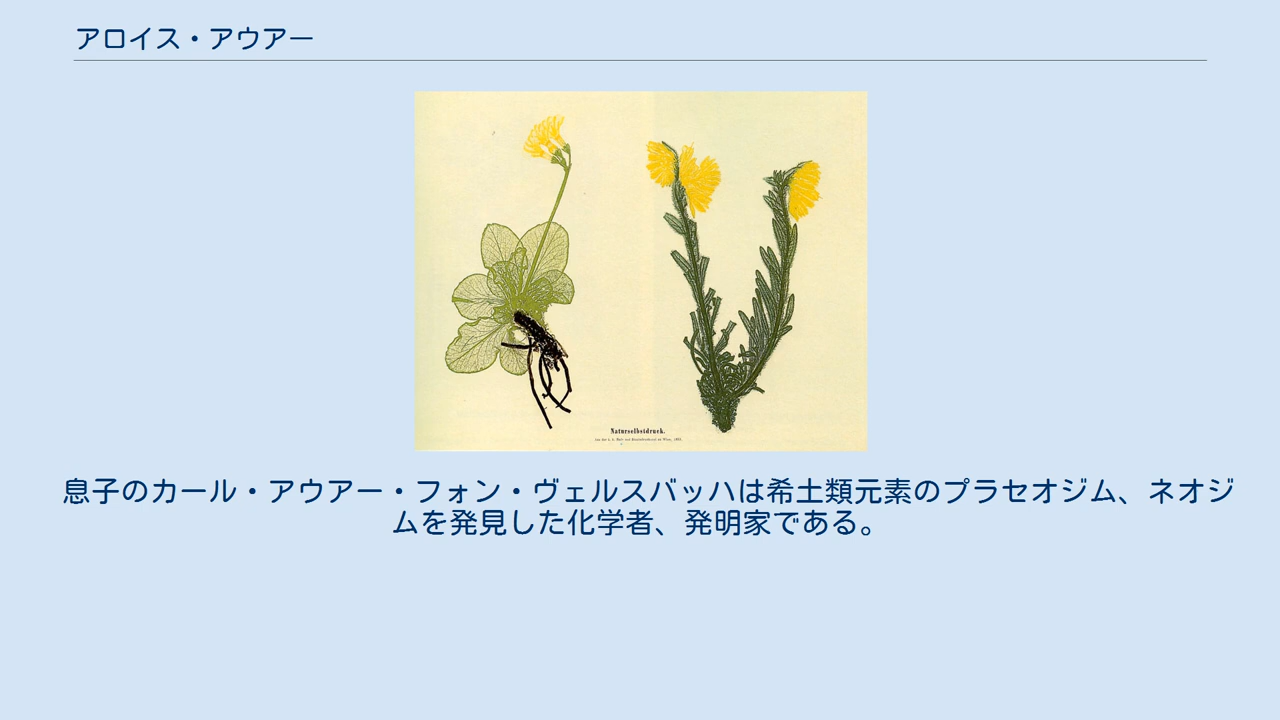 アロイス・アウアー
Naturselbstdruck.
息子のカール・アウアー・フォン・ヴェルスバッハは希土類元素のプラセオジム、ネオジ
ムを発見した化学者、発明家である。